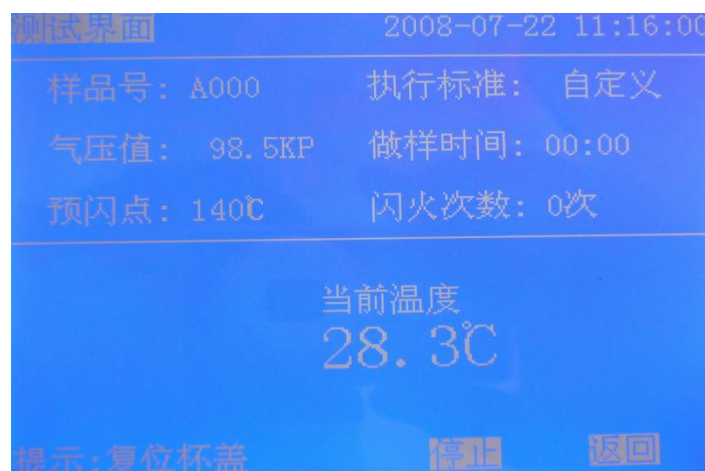 测试界面 2008-07-22 11:16:00
样品号: A000 执行标准: 自定义
气压值: 98.5KP 做样时间: 00:00
预闪点: 140℃ 闪火次数: 0次
当前温度
28.3℃
提示:复位杯盖 停止 返回